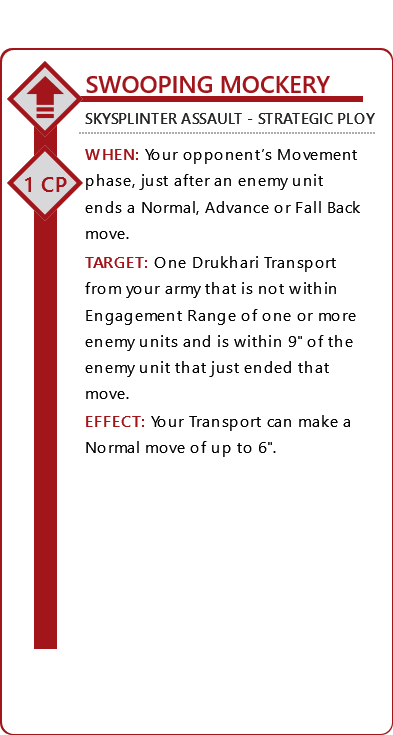 SWOOPING MOCKERY
SKYSPLINTER ASSAULT - STRATEGIC PLOY
1 CP
WHEN: Your opponent’s Movement
phase, just after an enemy unit
ends a Normal, Advance or Fall Back
move.
TARGET: One Drukhari Transport
from your army that is not within
Engagement Range of one or more
enemy units and is within 9" of the
enemy unit that just ended that
move.
EFFECT: Your Transport can make a
Normal move of up to 6".